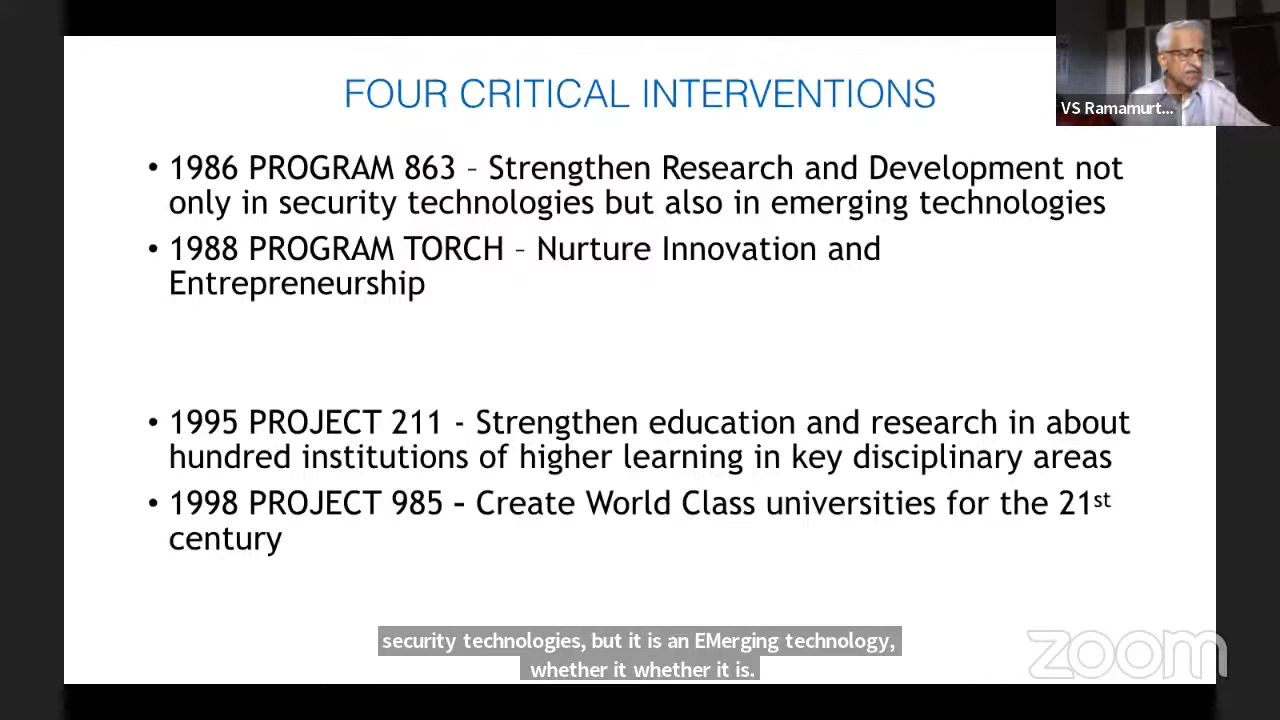 FOUR CRITICAL INTERVENTIONS
VS Ramamurt...
• 1986 PROGRAM 863 – Strengthen Research and Development not
only in security technologies but also in emerging technologies
• 1988 PROGRAM TORCH – Nurture Innovation and
Entrepreneurship
• 1995 PROJECT 211 - Strengthen education and research in about
hundred institutions of higher learning in key disciplinary areas
• 1998 PROJECT 985 – Create World Class universities for the 21st
century
security technologies, but it is an EMerging technology,
whether it whether it is.
zoom